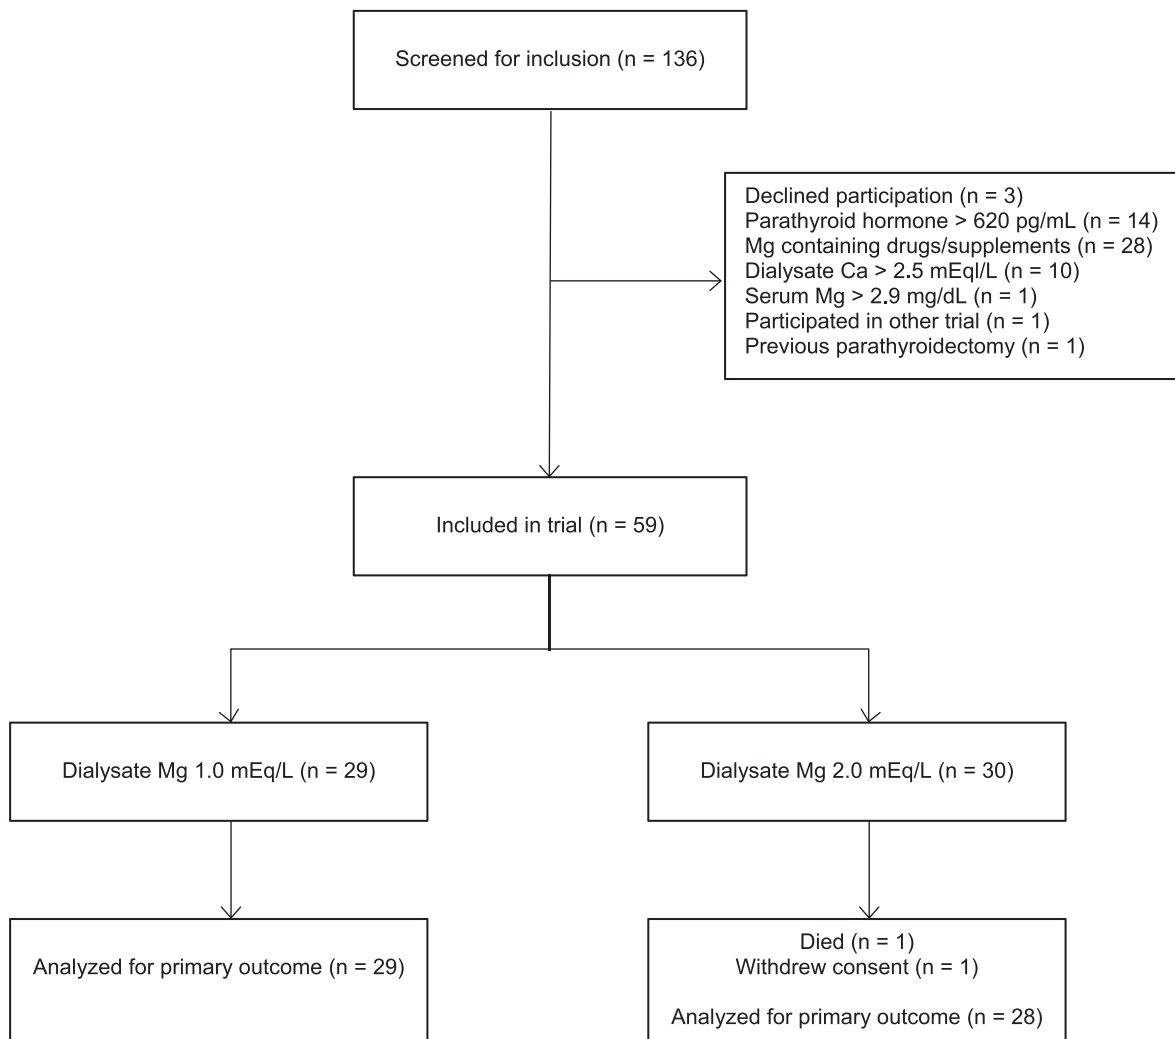 Screened for inclusion (n = 136)
Declined participation (n = 3)
Parathyroid hormone > 620 pg/mL (n = 14)
Mg containing drugs/supplements (n = 28)
Dialysate Ca > 2.5 mEql/L (n = 10)
Serum Mg > 2.9 mg/dL (n = 1)
Participated in other trial (n = 1)
Previous parathyroidectomy (n = 1)
Included in trial (n = 59)
Dialysate Mg 1.0 mEq/L (n = 29)
Dialysate Mg 2.0 mEq/L (n = 30)
Analyzed for primary outcome (n = 29)
Died (n = 1)
Withdrew consent (n = 1)
Analyzed for primary outcome (n = 28)